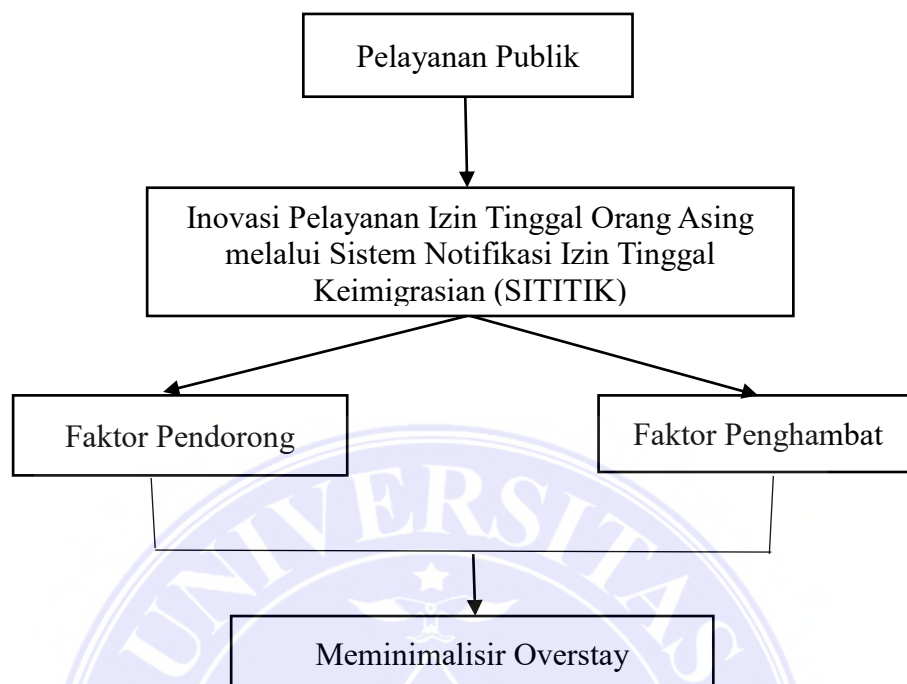 Pelayanan Publik
Inovasi Pelayanan Izin Tinggal Orang Asing
melalui Sistem Notifikasi Izin Tinggal
Keimigrasian (SITITIK)
Faktor Pendorong
Faktor Penghambat
UNIVERSITAS
Meminimalisir Overstay